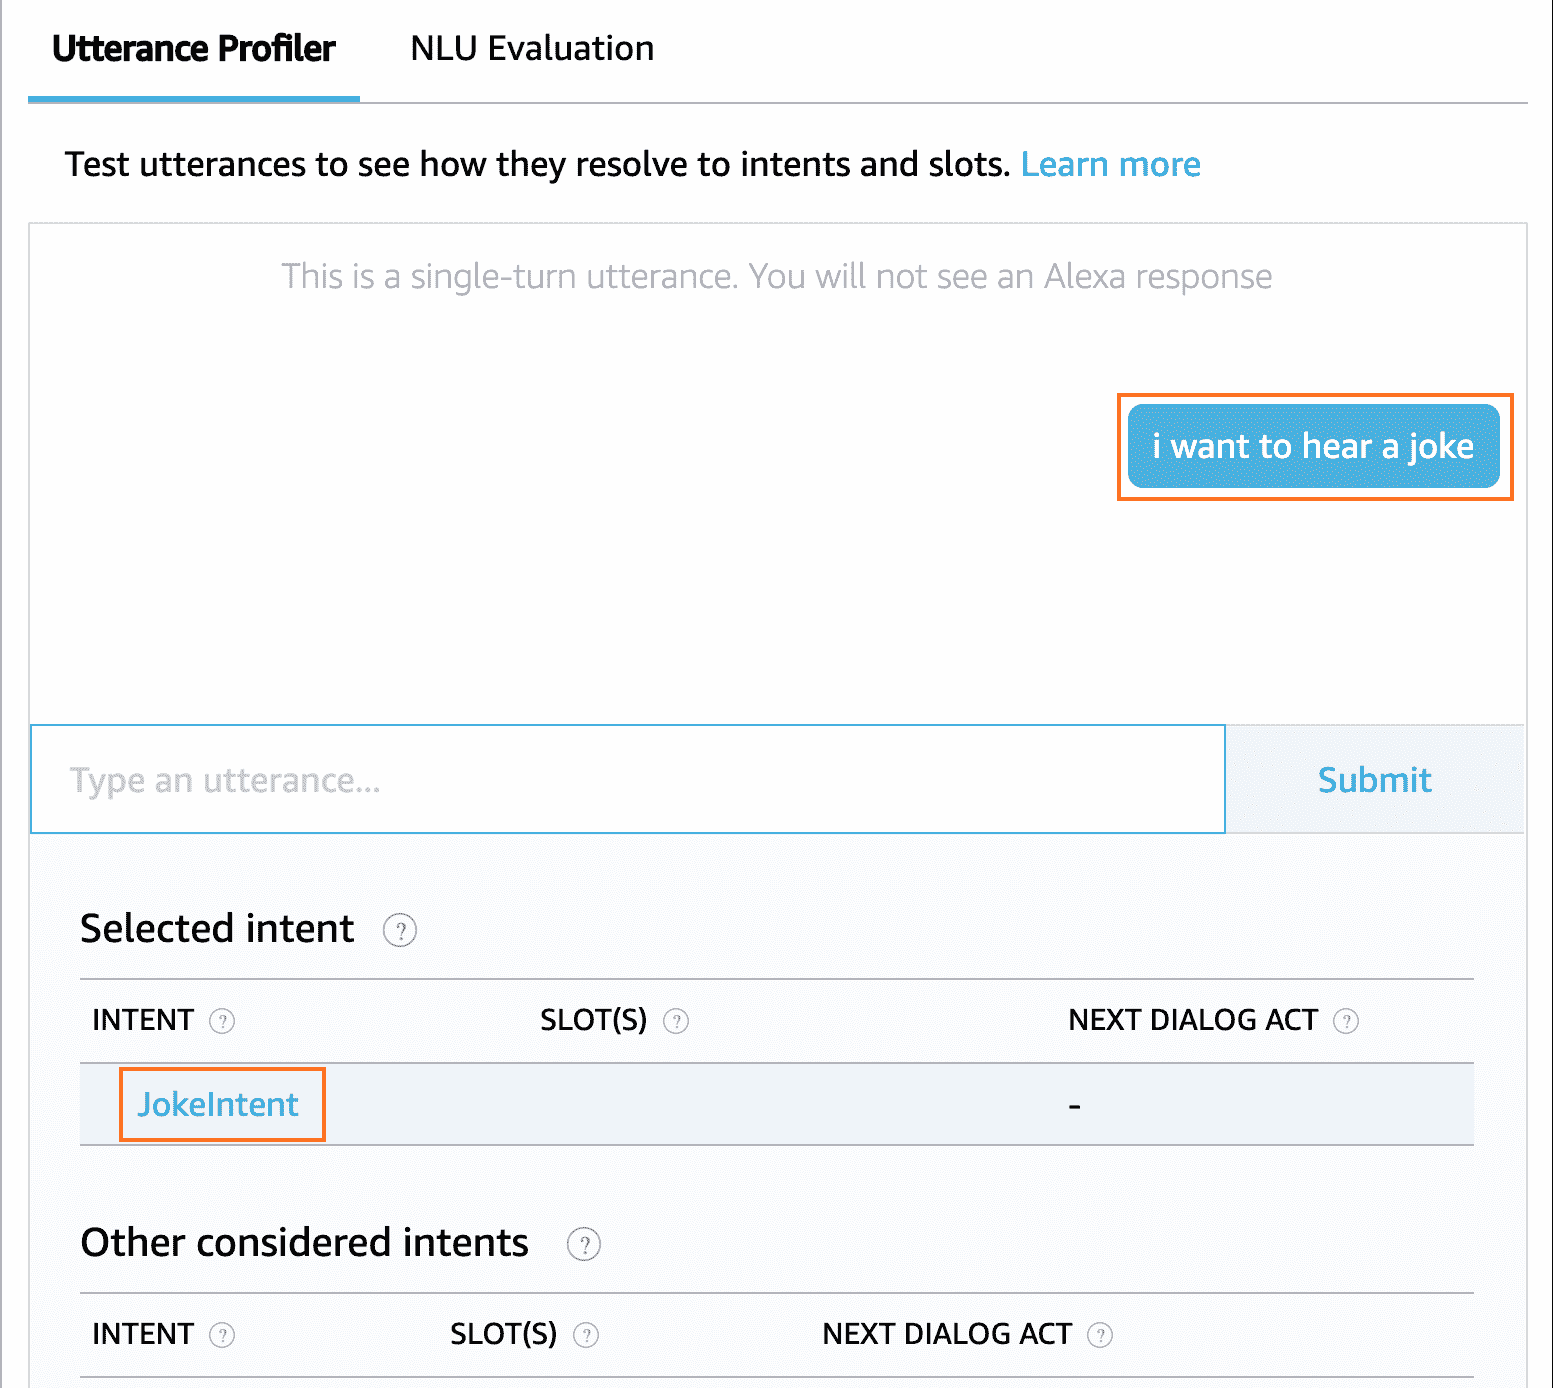 Utterance Profiler NLU Evaluation
Test utterances to see how they resolve to intents and slots. Learn more
This is a single-turn utterance. You will not see an Alexa response
i want to hear a joke
Type an utterance... Submit
Selected intent ?
INTENT ? SLOT(S) ? NEXT DIALOG ACT ?
JokeIntent -
Other considered intents ?
INTENT ? SLOT(S) ? NEXT DIALOG ACT ?